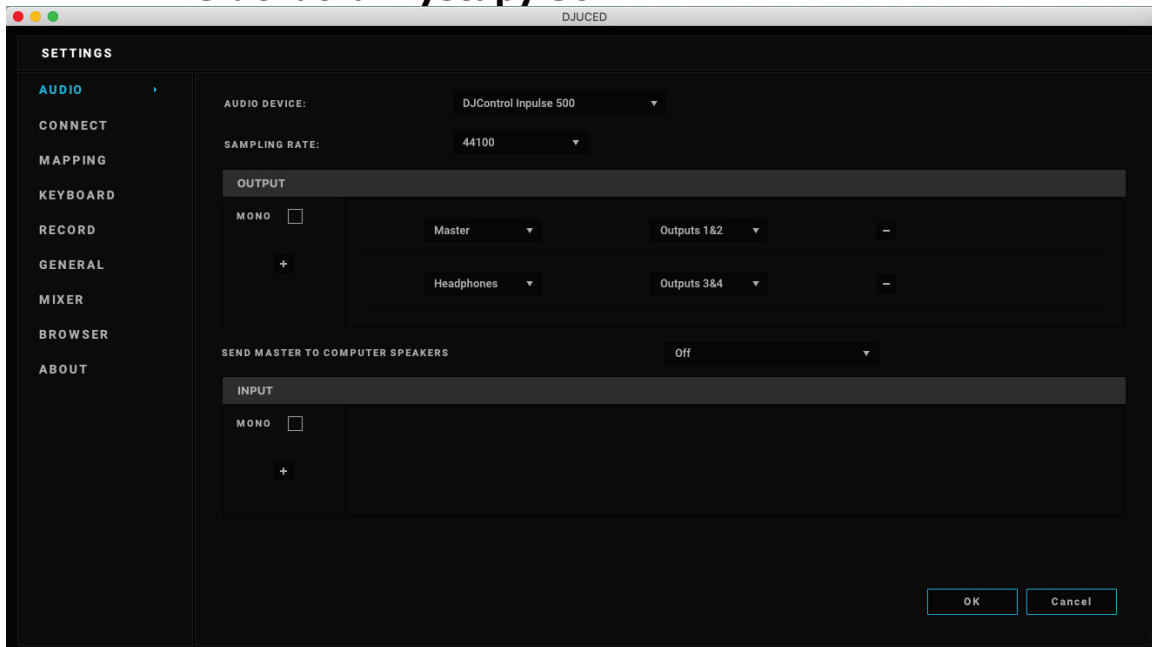 DJUCED
SETTINGS
AUDIO
CONNECT
MAPPING
KEYBOARD
RECORD
GENERAL
MIXER
BROWSER
ABOUT
AUDIO DEVICE: DJControl Inpulse 500
SAMPLING RATE: 44100
OUTPUT
MONO
+
Master Outputs 1&2 −
Headphones Outputs 3&4 −
SEND MASTER TO COMPUTER SPEAKERS Off
INPUT
MONO
+
OK Cancel